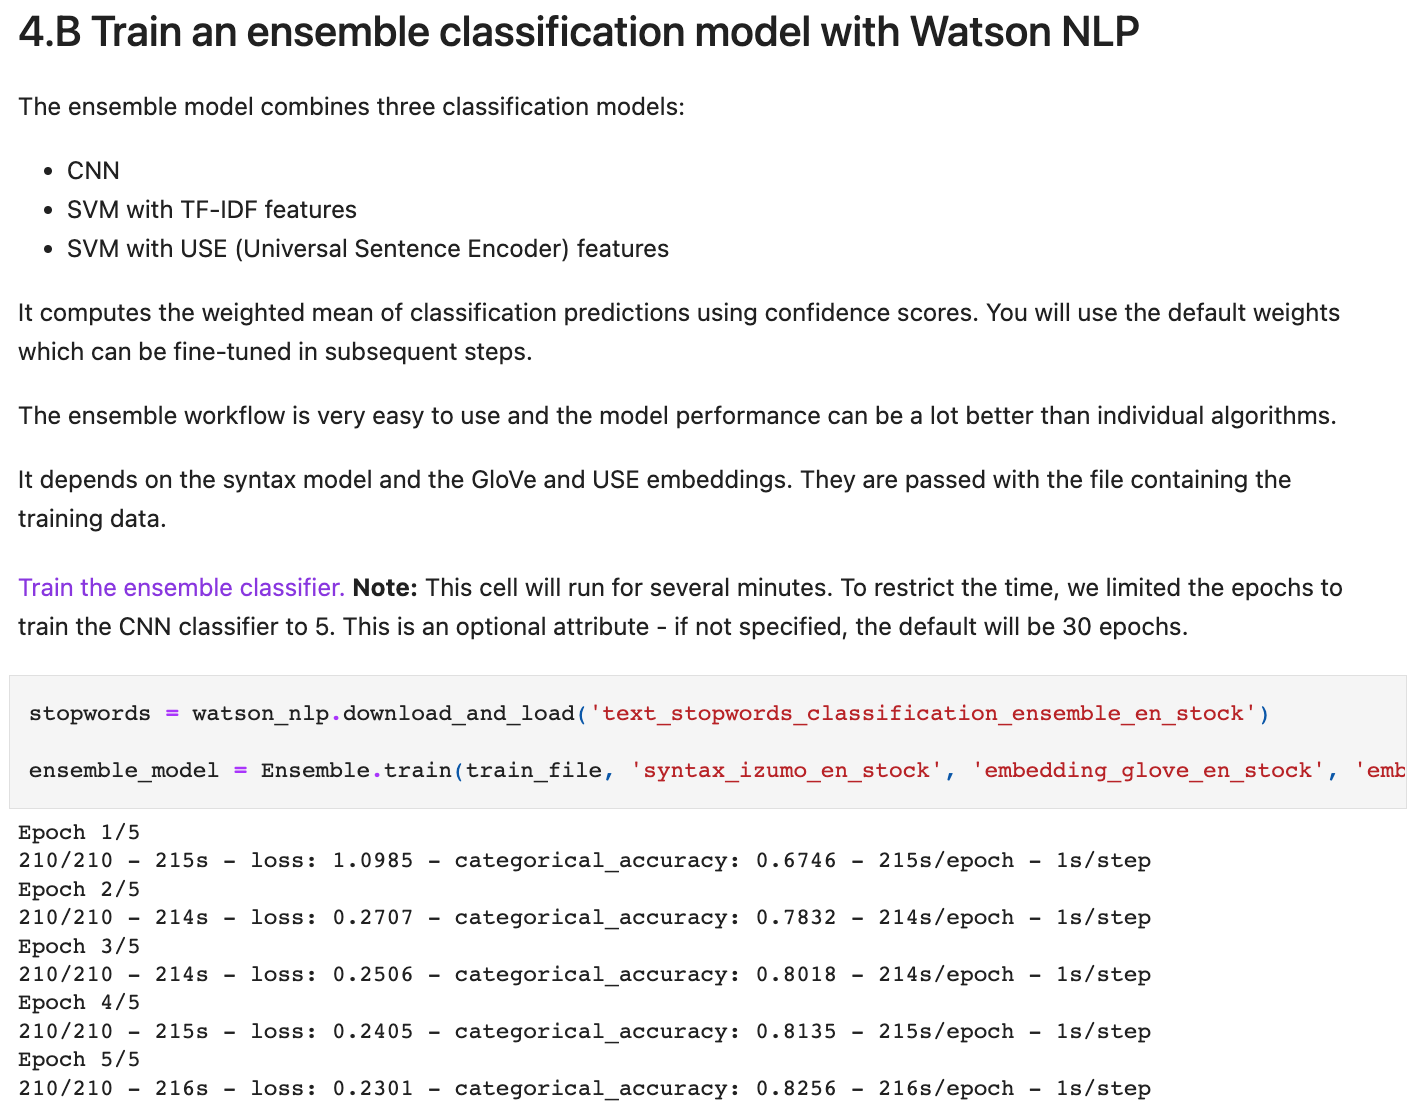 4.B Train an ensemble classification model with Watson NLP
The ensemble model combines three classification models:
• CNN
• SVM with TF-IDF features
• SVM with USE (Universal Sentence Encoder) features
It computes the weighted mean of classification predictions using confidence scores. You will use the default weights
which can be fine-tuned in subsequent steps.
The ensemble workflow is very easy to use and the model performance can be a lot better than individual algorithms.
It depends on the syntax model and the GloVe and USE embeddings. They are passed with the file containing the
training data.
Train the ensemble classifier. Note: This cell will run for several minutes. To restrict the time, we limited the epochs to
train the CNN classifier to 5. This is an optional attribute - if not specified, the default will be 30 epochs.
stopwords = watson_nlp.download_and_load('text_stopwords_classification_ensemble_en_stock')
ensemble_model = Ensemble.train(train_file, 'syntax_izumo_en_stock', 'embedding_glove_en_stock', 'emb
Epoch 1/5
210/210 - 215s - loss: 1.0985 - categorical_accuracy: 0.6746 - 215s/epoch - 1s/step
Epoch 2/5
210/210 - 214s - loss: 0.2707 - categorical_accuracy: 0.7832 - 214s/epoch - 1s/step
Epoch 3/5
210/210 - 214s - loss: 0.2506 - categorical_accuracy: 0.8018 - 214s/epoch - 1s/step
Epoch 4/5
210/210 - 215s - loss: 0.2405 - categorical_accuracy: 0.8135 - 215s/epoch - 1s/step
Epoch 5/5
210/210 - 216s - loss: 0.2301 - categorical_accuracy: 0.8256 - 216s/epoch - 1s/step